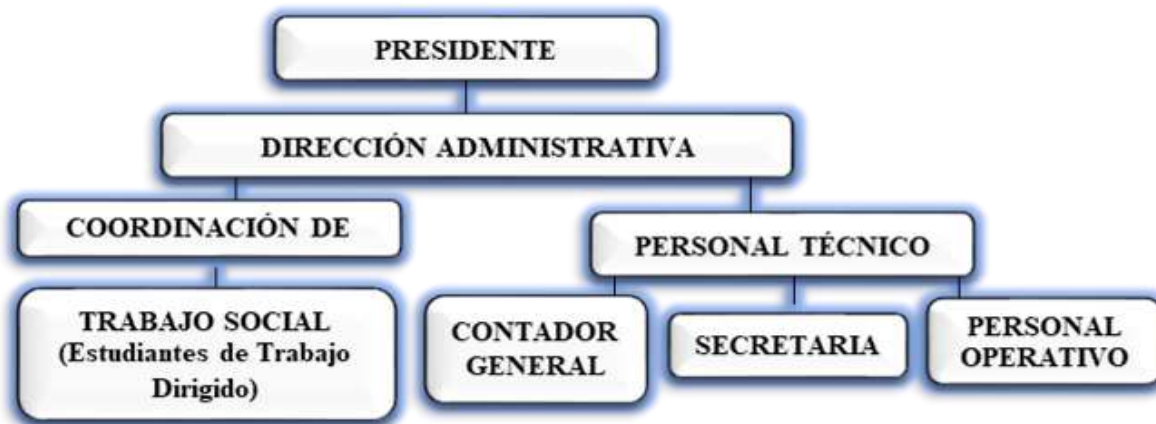 PRESIDENTE
DIRECCIÓN ADMINISTRATIVA
COORDINACIÓN DE
PERSONAL TÉCNICO
TRABAJO SOCIAL
(Estudiantes de Trabajo
Dirigido)
CONTADOR
GENERAL
SECRETARIA
PERSONAL
OPERATIVO